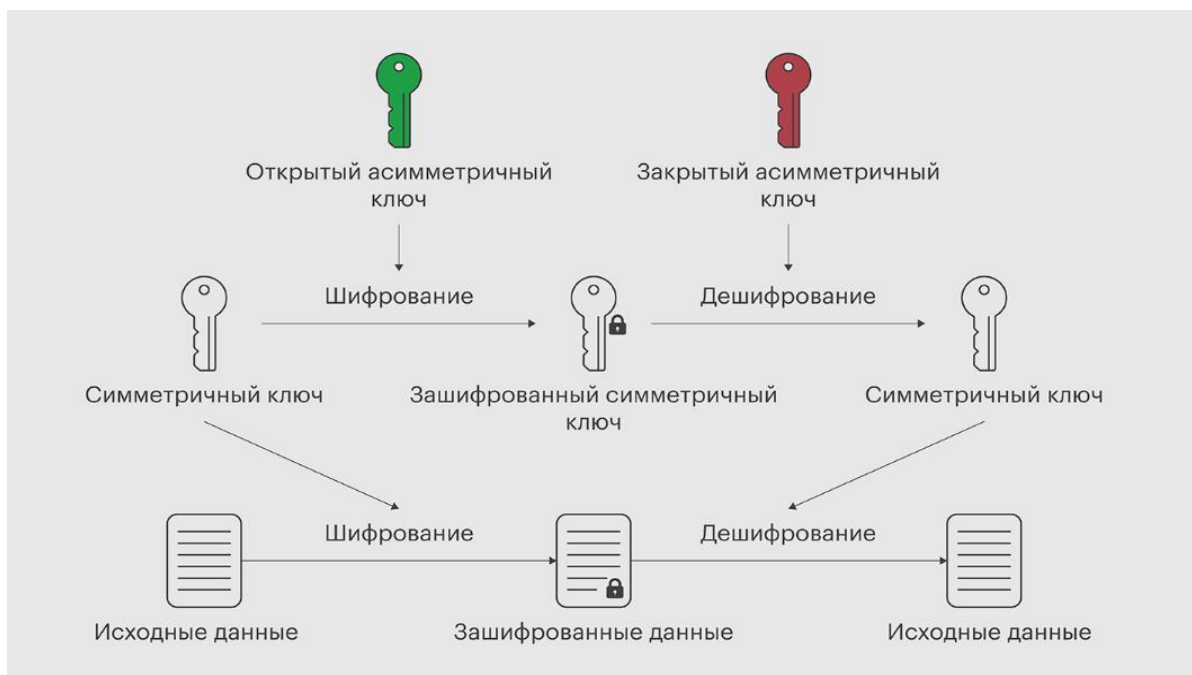 Открытый асимметричный
ключ
Закрытый асимметричный
ключ
Шифрование
Дешифрование
Симметричный ключ
Зашифрованный симметричный
ключ
Симметричный ключ
Шифрование
Дешифрование
Исходные данные
Зашифрованные данные
Исходные данные